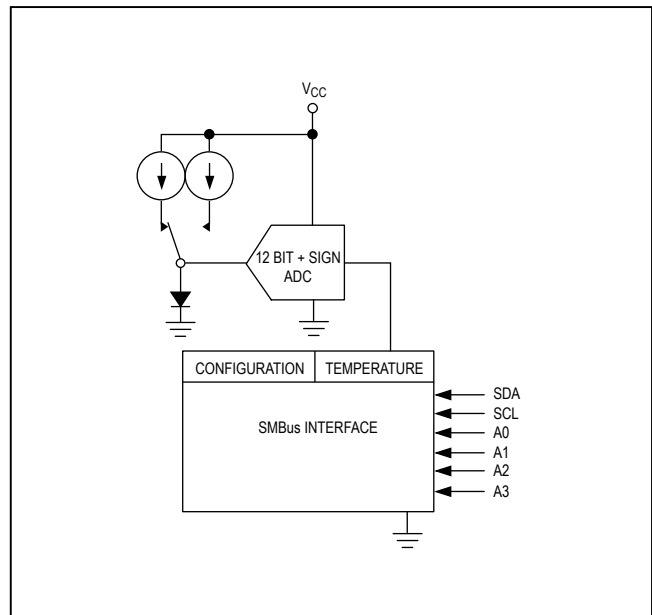 VCC
12 BIT + SIGN
ADC
CONFIGURATION TEMPERATURE
SMBus INTERFACE
SDA
SCL
A0
A1
A2
A3